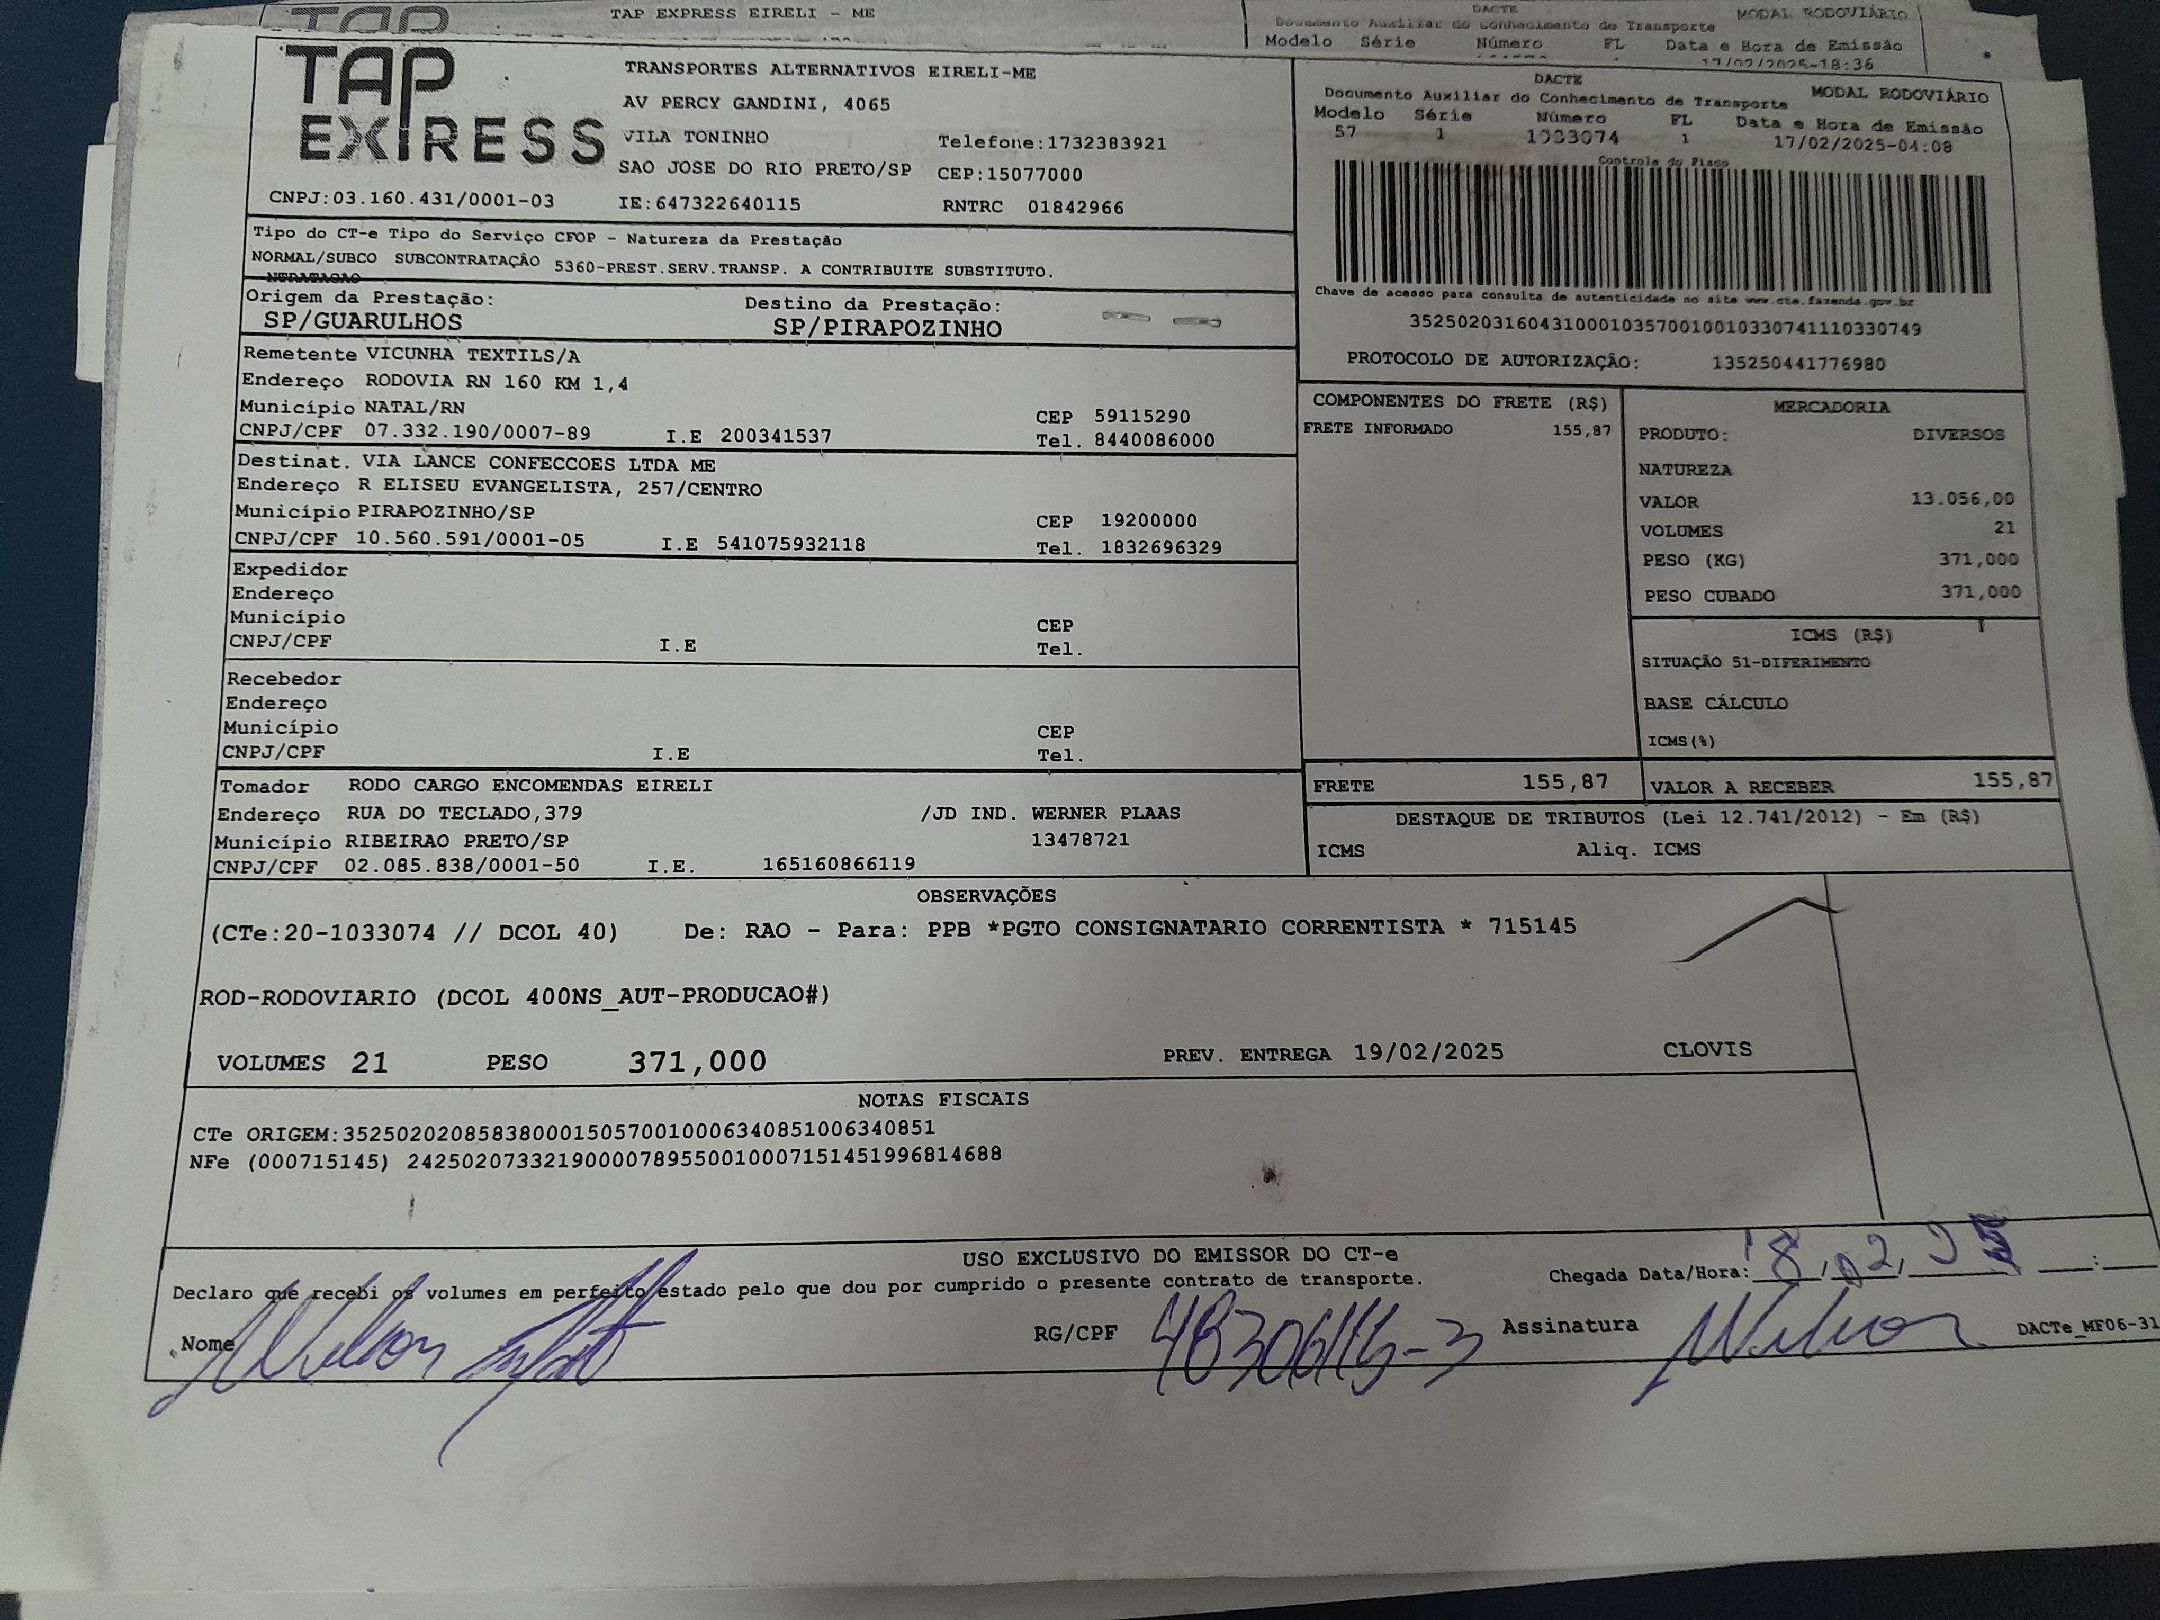 TAP EXPRESS EIRELI - ME
DACTE
Documento Auxiliar do Conhecimento de Transporte MODAL RODOVIÁRIO
Modelo Série Número FL Data e Hora de Emissão
17/02/2025-18:36
TAP
EXPRESS
TRANSPORTES ALTERNATIVOS EIRELI-ME
AV PERCY GANDINI, 4065
VILA TONINHO Telefone:1732383921
SAO JOSE DO RIO PRETO/SP CEP:15077000
CNPJ:03.160.431/0001-03 IE:647322640115 RNTRC 01842966
DACTE
Documento Auxiliar do Conhecimento de Transporte MODAL RODOVIÁRIO
Modelo Série Número FL Data e Hora de Emissão
57 1 1033074 1 17/02/2025-04:08
Controle do Fisco
Chave de acesso para consulta de autenticidade no site www.cte.fazenda.gov.br
35250203160431000103570010010330741110330749
PROTOCOLO DE AUTORIZAÇÃO: 135250441776980
Tipo do CT-e Tipo do Serviço CFOP - Natureza da Prestação
NORMAL/SUBCO SUBCONTRATAÇÃO 5360-PREST.SERV.TRANSP. A CONTRIBUITE SUBSTITUTO.
NTRATACAO
Origem da Prestação: Destino da Prestação:
SP/GUARULHOS SP/PIRAPOZINHO
Remetente VICUNHA TEXTILS/A
Endereço RODOVIA RN 160 KM 1,4
Município NATAL/RN CEP 59115290
CNPJ/CPF 07.332.190/0007-89 I.E 200341537 Tel. 8440086000
Destinat. VIA LANCE CONFECCOES LTDA ME
Endereço R ELISEU EVANGELISTA, 257/CENTRO
Município PIRAPOZINHO/SP CEP 19200000
CNPJ/CPF 10.560.591/0001-05 I.E 541075932118 Tel. 1832696329
Expedidor
Endereço
Município CEP
CNPJ/CPF I.E Tel.
Recebedor
Endereço
Município CEP
CNPJ/CPF I.E Tel.
Tomador RODO CARGO ENCOMENDAS EIRELI
Endereço RUA DO TECLADO,379 /JD IND. WERNER PLAAS
Município RIBEIRAO PRETO/SP 13478721
CNPJ/CPF 02.085.838/0001-50 I.E. 165160866119
COMPONENTES DO FRETE (R$)
FRETE INFORMADO 155,87
MERCADORIA
PRODUTO: DIVERSOS
NATUREZA
VALOR 13.056,00
VOLUMES 21
PESO (KG) 371,000
PESO CUBADO 371,000
ICMS (R$)
SITUAÇÃO 51-DIFERIMENTO
BASE CÁLCULO
ICMS(%)
FRETE 155,87 VALOR A RECEBER 155,87
DESTAQUE DE TRIBUTOS (Lei 12.741/2012) - Em (R$)
ICMS Aliq. ICMS
OBSERVAÇÕES
(CTe:20-1033074 // DCOL 40) De: RAO - Para: PPB *PGTO CONSIGNATARIO CORRENTISTA * 715145
ROD-RODOVIARIO (DCOL 400NS_AUT-PRODUCAO#)
VOLUMES 21 PESO 371,000 PREV. ENTREGA 19/02/2025 CLOVIS
NOTAS FISCAIS
CTe ORIGEM:35250202085838000150570010006340851006340851
NFe (000715145) 24250207332190000789550010007151451996814688
USO EXCLUSIVO DO EMISSOR DO CT-e
Declaro que recebi os volumes em perfeito estado pelo que dou por cumprido o presente contrato de transporte.
Chegada Data/Hora: 18,02,25 :
Nome RG/CPF Assinatura DACTe_MF06-31